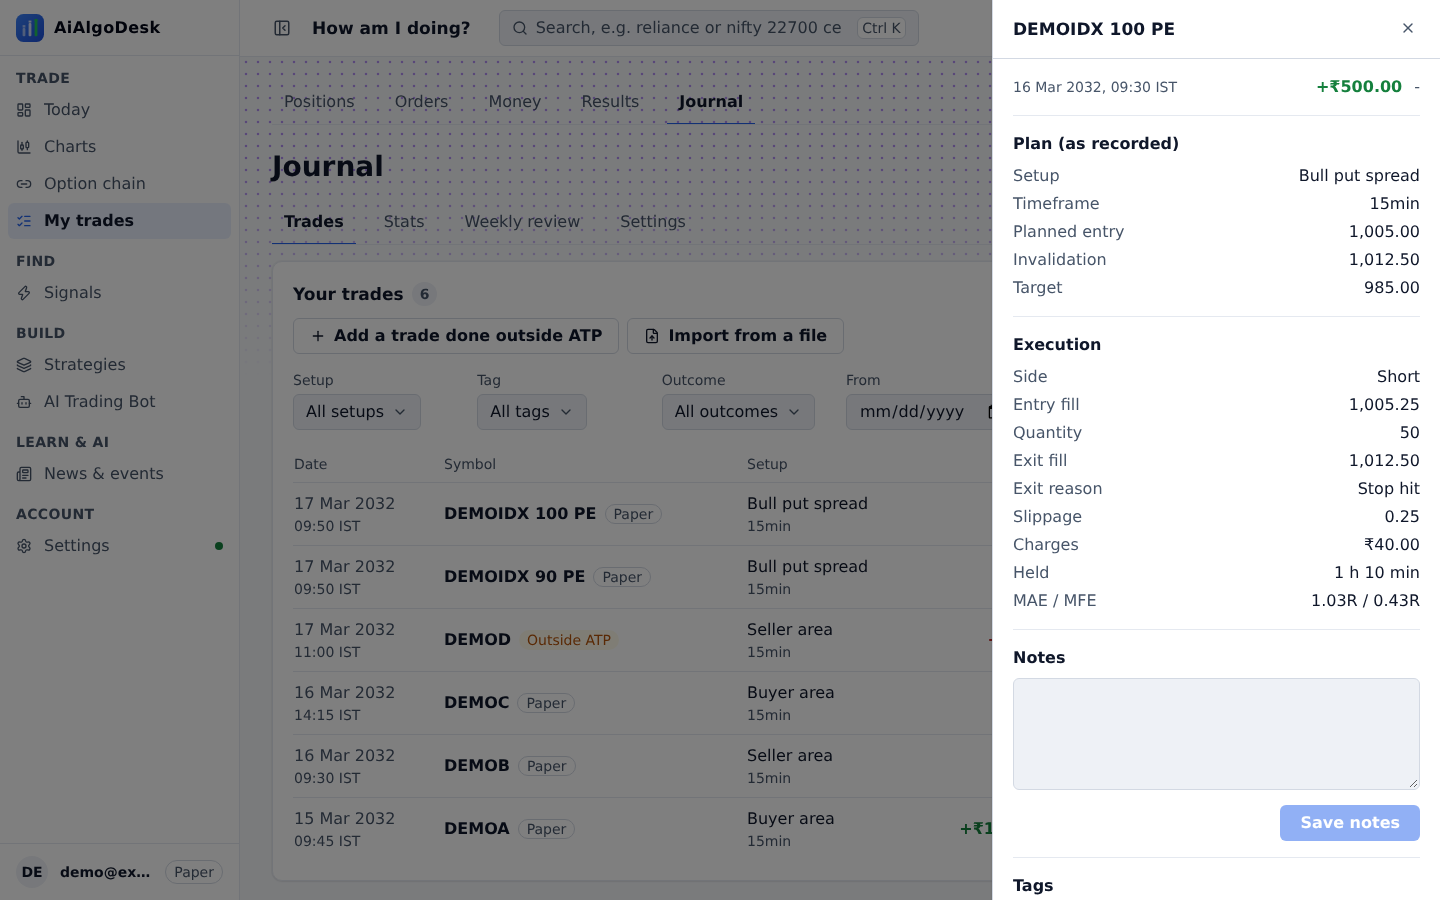 AiAlgoDesk
TRADE
Today
Charts
Option chain
My trades
FIND
Signals
BUILD
Strategies
AI Trading Bot
LEARN & AI
News & events
ACCOUNT
Settings
DE demo@ex... Paper
How am I doing?
Search, e.g. reliance or nifty 22700 ce Ctrl K
Positions Orders Money Results Journal
Journal
Trades Stats Weekly review Settings
Your trades 6
Add a trade done outside ATP Import from a file
Setup Tag Outcome From
All setups All tags All outcomes mm/dd/yyyy
Date Symbol Setup
17 Mar 2032 Bull put spread
09:50 IST DEMOIDX 100 PE Paper 15min
17 Mar 2032 Bull put spread
09:50 IST DEMOIDX 90 PE Paper 15min
17 Mar 2032 Seller area
11:00 IST DEMOD Outside ATP 15min
16 Mar 2032 Buyer area
14:15 IST DEMOC Paper 15min
16 Mar 2032 Seller area
09:30 IST DEMOB Paper 15min
15 Mar 2032 Buyer area
09:45 IST DEMOA Paper 15min
+₹1
DEMOIDX 100 PE
16 Mar 2032, 09:30 IST +₹500.00 -
Plan (as recorded)
Setup Bull put spread
Timeframe 15min
Planned entry 1,005.00
Invalidation 1,012.50
Target 985.00
Execution
Side Short
Entry fill 1,005.25
Quantity 50
Exit fill 1,012.50
Exit reason Stop hit
Slippage 0.25
Charges ₹40.00
Held 1 h 10 min
MAE / MFE 1.03R / 0.43R
Notes
Save notes
Tags